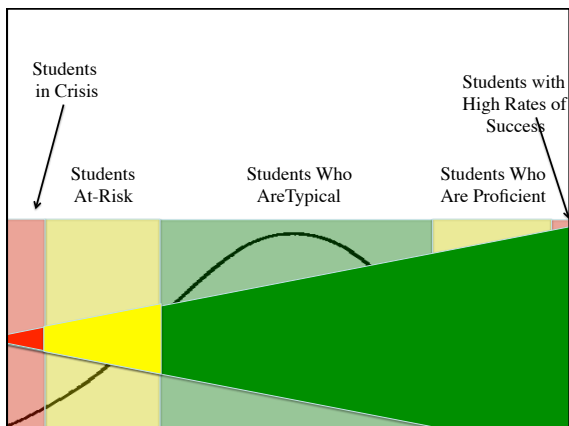 Students
in Crisis
Students with
High Rates of
Success
Students
At-Risk
Students Who
AreTypical
Students Who
Are Proficient